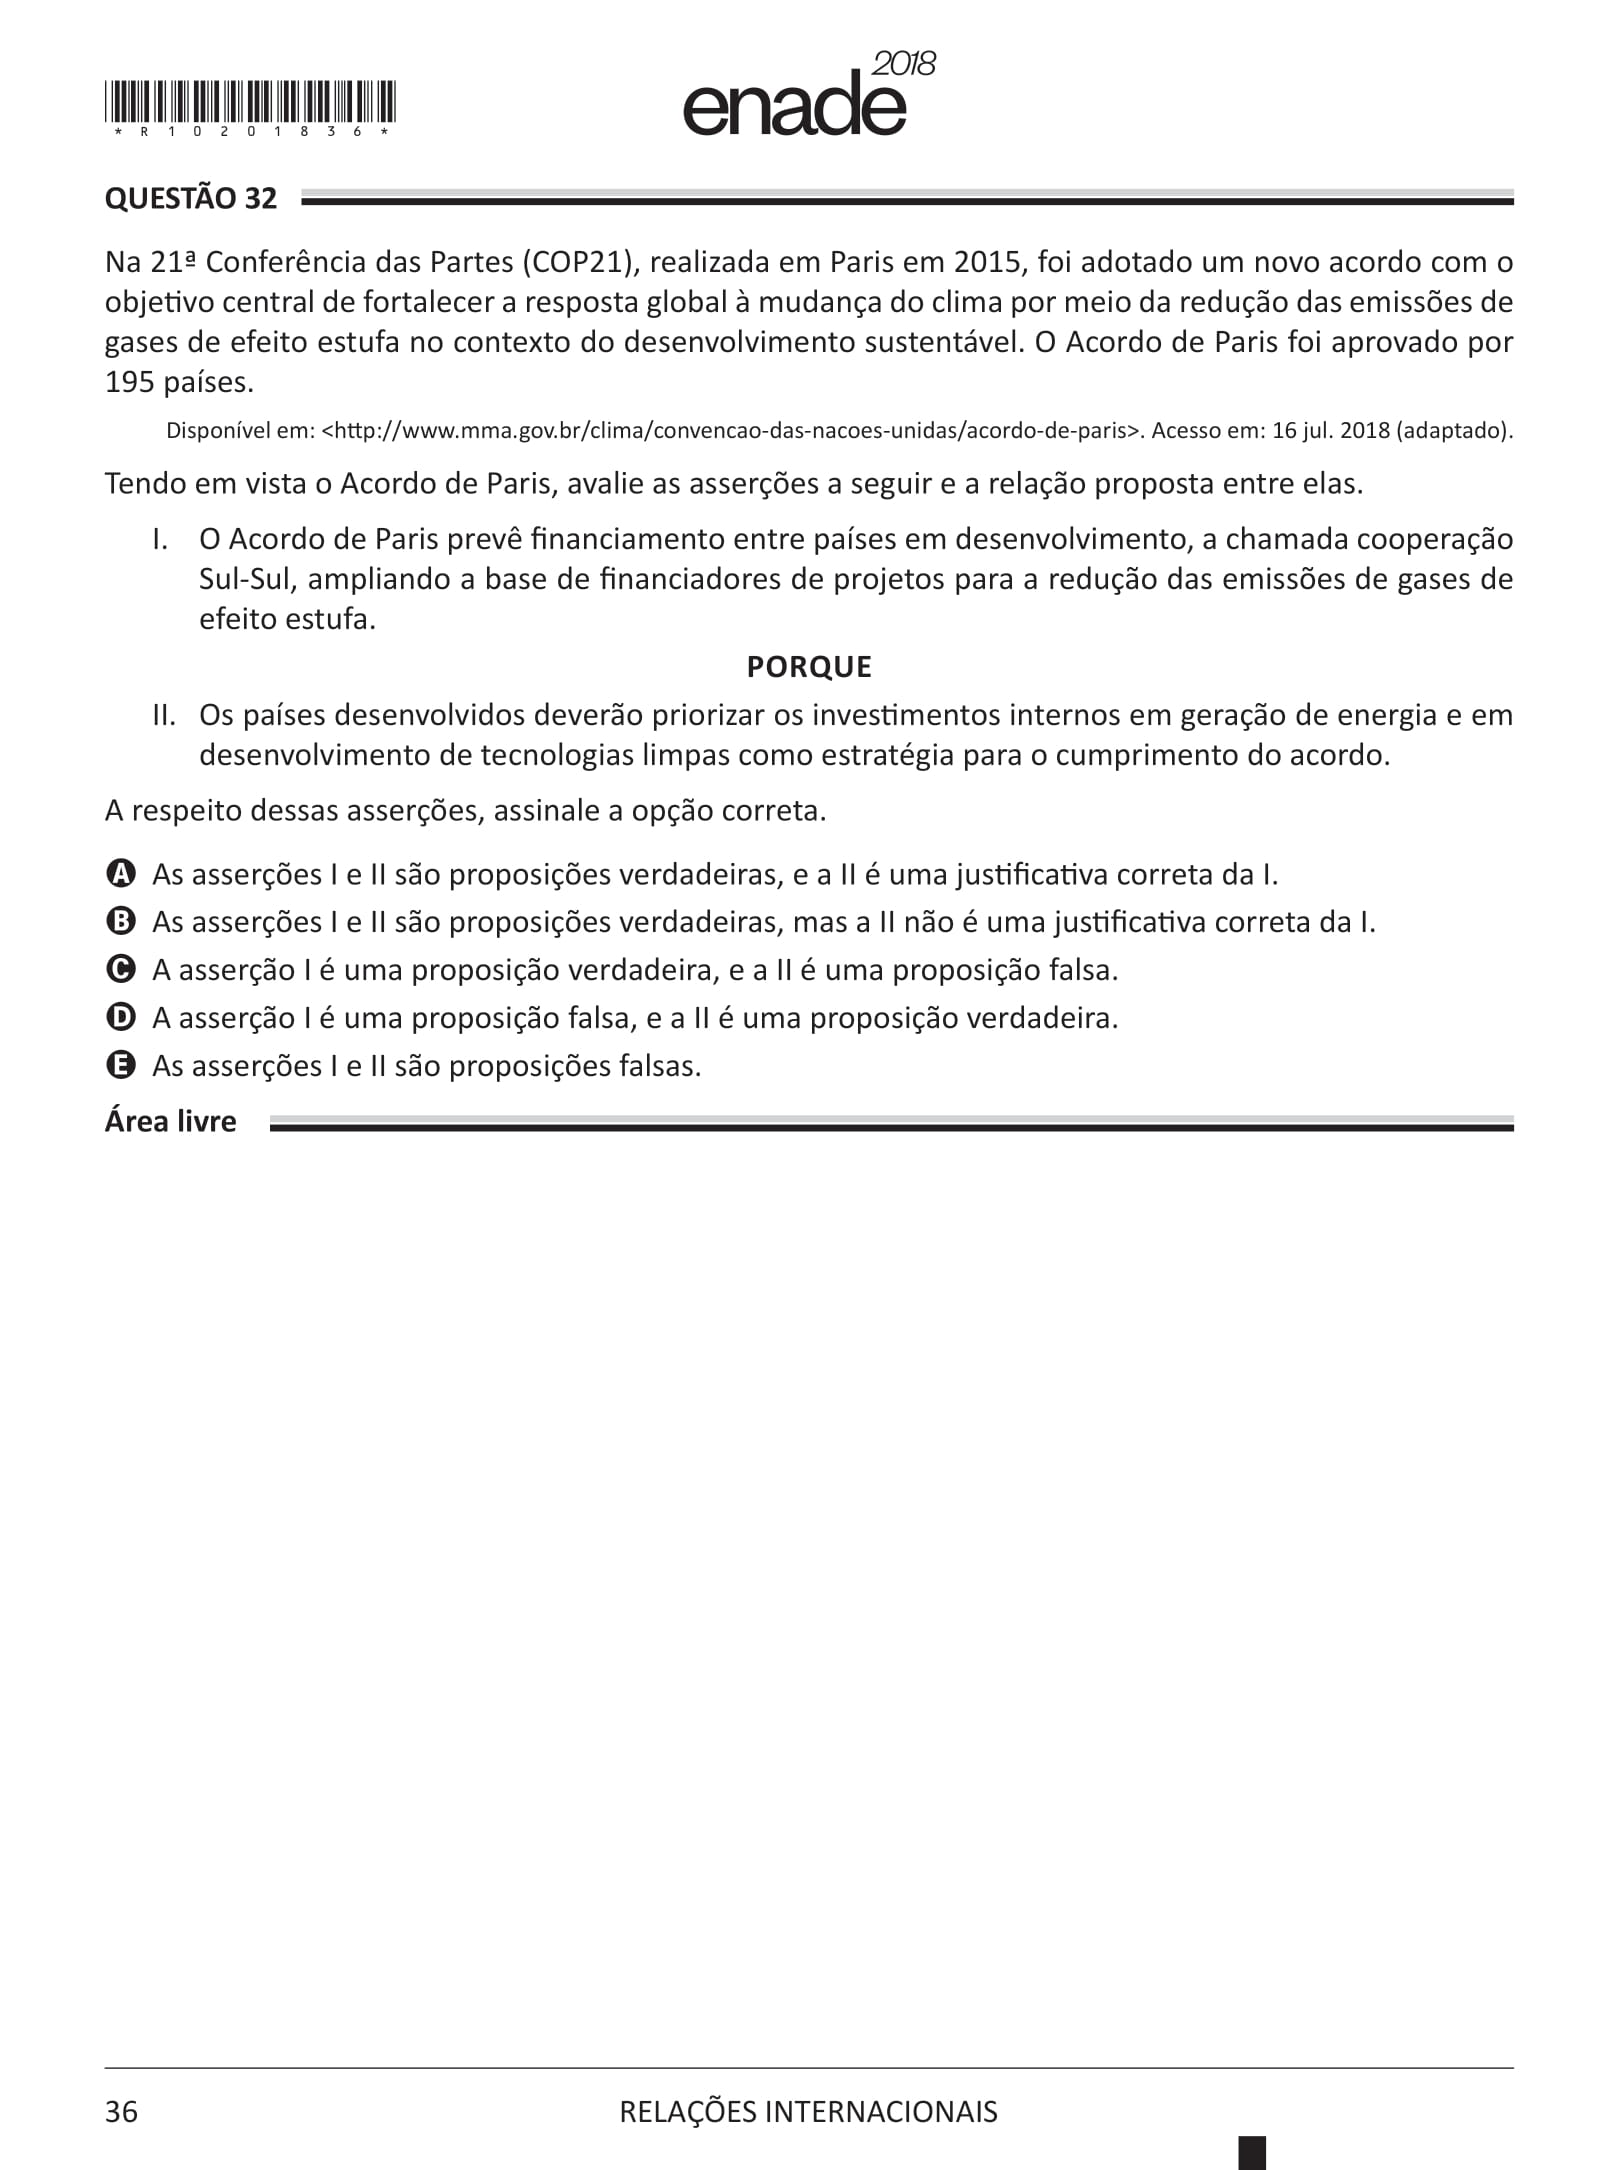 enade 2018
* R 1 0 2 0 1 8 3 6 *
QUESTÃO 32
Na 21ª Conferência das Partes (COP21), realizada em Paris em 2015, foi adotado um novo acordo com o
objetivo central de fortalecer a resposta global à mudança do clima por meio da redução das emissões de
gases de efeito estufa no contexto do desenvolvimento sustentável. O Acordo de Paris foi aprovado por
195 países.
Disponível em: <http://www.mma.gov.br/clima/convencao-das-nacoes-unidas/acordo-de-paris>. Acesso em: 16 jul. 2018 (adaptado).
Tendo em vista o Acordo de Paris, avalie as asserções a seguir e a relação proposta entre elas.
I. O Acordo de Paris prevê financiamento entre países em desenvolvimento, a chamada cooperação
Sul-Sul, ampliando a base de financiadores de projetos para a redução das emissões de gases de
efeito estufa.
PORQUE
II. Os países desenvolvidos deverão priorizar os investimentos internos em geração de energia e em
desenvolvimento de tecnologias limpas como estratégia para o cumprimento do acordo.
A respeito dessas asserções, assinale a opção correta.
A As asserções I e II são proposições verdadeiras, e a II é uma justificativa correta da I.
B As asserções I e II são proposições verdadeiras, mas a II não é uma justificativa correta da I.
C A asserção I é uma proposição verdadeira, e a II é uma proposição falsa.
D A asserção I é uma proposição falsa, e a II é uma proposição verdadeira.
E As asserções I e II são proposições falsas.
Área livre
36
RELAÇÕES INTERNACIONAIS